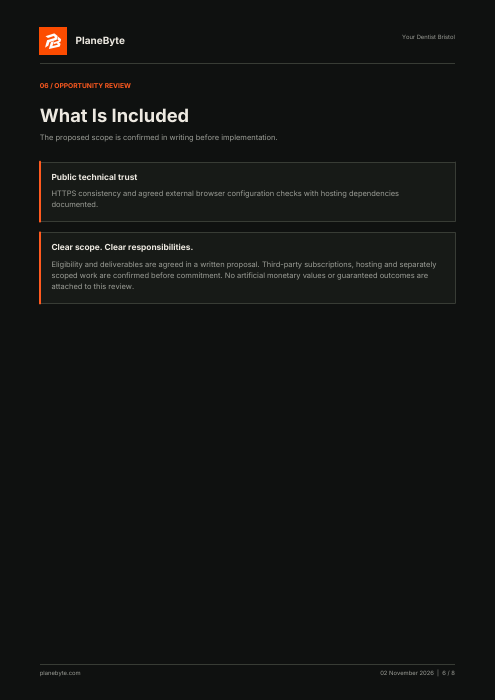 PlaneByte
Your Dentist Bristol
06 / OPPORTUNITY REVIEW
What Is Included
The proposed scope is confirmed in writing before implementation.
Public technical trust
HTTPS consistency and agreed external browser configuration checks with hosting dependencies
documented.
Clear scope. Clear responsibilities.
Eligibility and deliverables are agreed in a written proposal. Third-party subscriptions, hosting and separately
scoped work are confirmed before commitment. No artificial monetary values or guaranteed outcomes are
attached to this review.
planebyte.com
02 November 2026 | 6 / 8